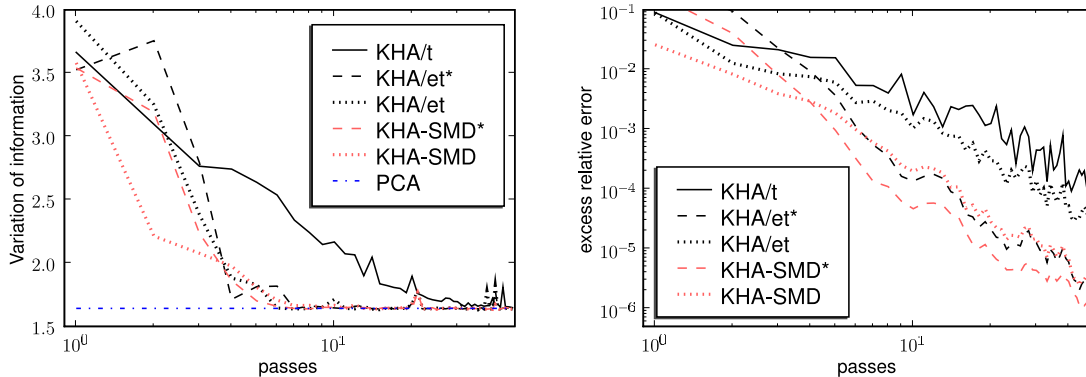 4.0
3.5
3.0
2.5
2.0
1.5
Variation of information
KHA/t
KHA/et*
KHA/et
KHA-SMD*
KHA-SMD
PCA
10^0
10^1
passes
10^-1
10^-2
10^-3
10^-4
10^-5
10^-6
excess relative error
KHA/t
KHA/et*
KHA/et
KHA-SMD*
KHA-SMD
10^0
10^1
passes